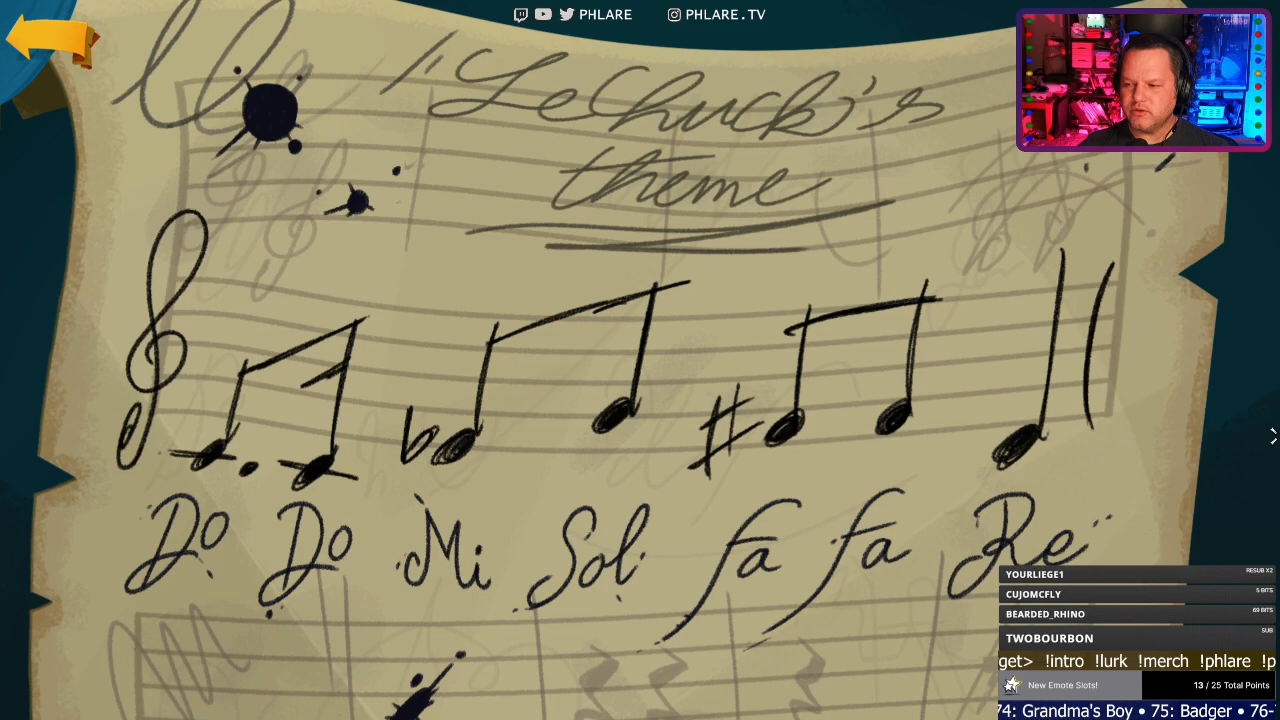 PHLARE PHLARE.TV
"LeChuck's
theme
Do Do Mi Sol fa fa Re
YOURLIEGE1 RESUB X2
CUJOMCFLY 5 BITS
BEARDED_RHINO 69 BITS
TWOBOURBON SUB
get> !intro !lurk !merch !phlare !p
New Emote Slots! 13 / 25 Total Points
74: Grandma's Boy • 75: Badger • 76-